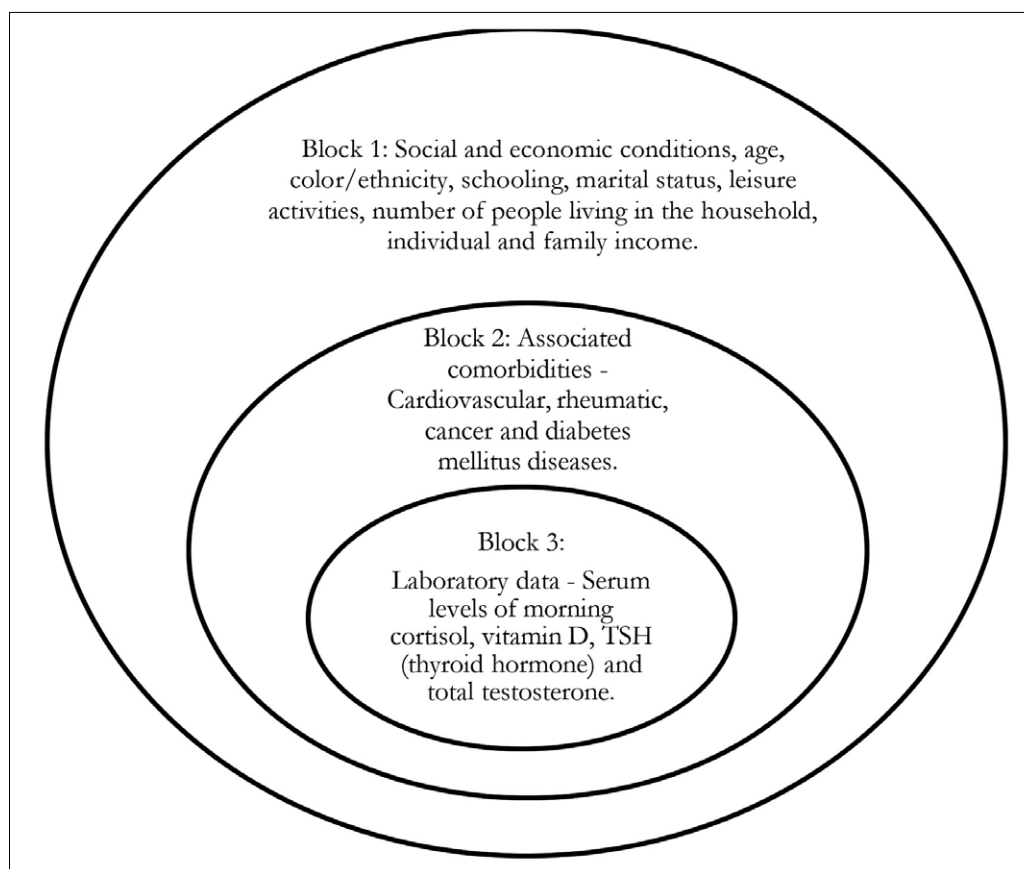 Block 1: Social and economic conditions, age,
color/ethnicity, schooling, marital status, leisure
activities, number of people living in the household,
individual and family income.
Block 2: Associated
comorbidities -
Cardiovascular, rheumatic,
cancer and diabetes
mellitus diseases.
Block 3:
Laboratory data - Serum
levels of morning
cortisol, vitamin D, TSH
(thyroid hormone) and
total testosterone.